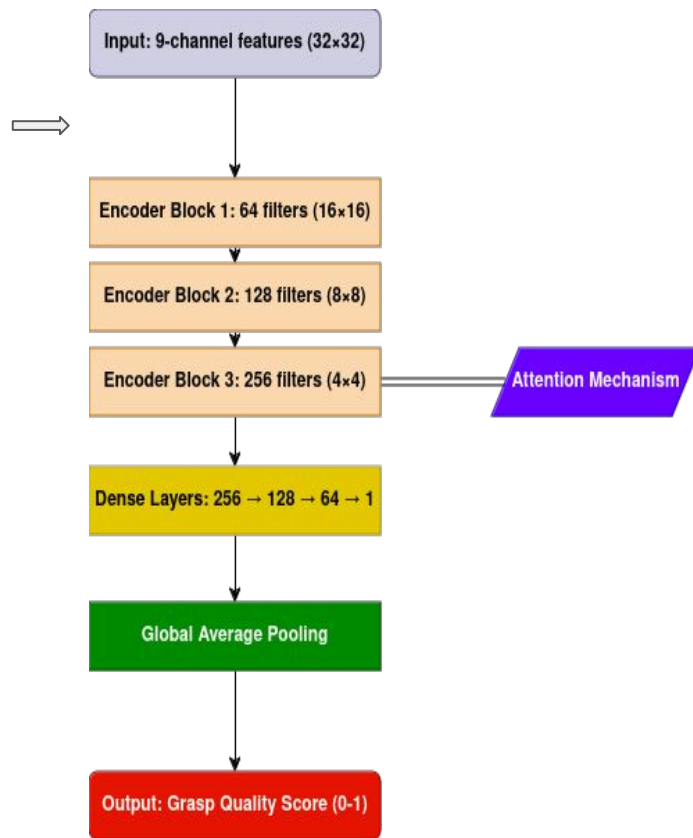 Input: 9-channel features (32×32)
Encoder Block 1: 64 filters (16×16)
Encoder Block 2: 128 filters (8×8)
Encoder Block 3: 256 filters (4×4)
Attention Mechanism
Dense Layers: 256 → 128 → 64 → 1
Global Average Pooling
Output: Grasp Quality Score (0-1)